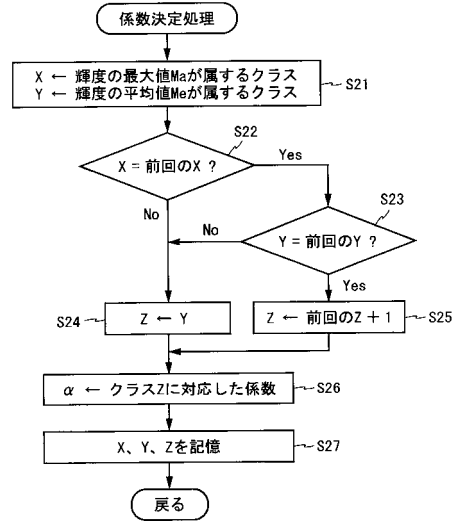 係数決定処理
X ← 輝度の最大値Maが属するクラス
Y ← 輝度の平均値Meが属するクラス
S21
S22
X = 前回のX ?
Yes
No
S23
Y = 前回のY ?
No
Yes
S24
Z ← Y
Z ← 前回のZ + 1
S25
α ← クラスZに対応した係数
S26
X、Y、Zを記憶
S27
戻る